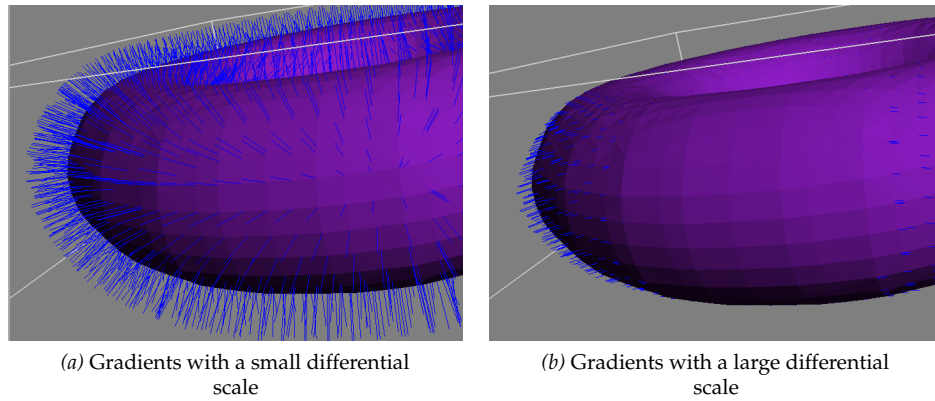 (a) Gradients with a small differential
scale
(b) Gradients with a large differential
scale